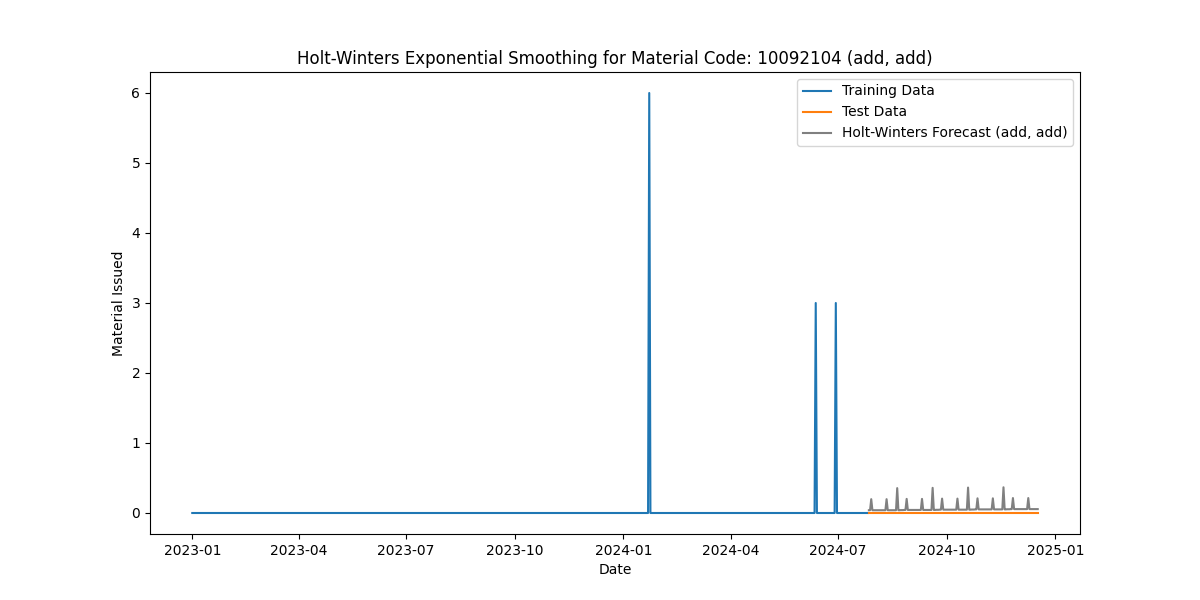 Holt-Winters Exponential Smoothing for Material Code: 10092104 (add, add)
Training Data
Test Data
Holt-Winters Forecast (add, add)
6
5
4
3
2
1
0
Material Issued
2023-01
2023-04
2023-07
2023-10
2024-01
2024-04
2024-07
2024-10
2025-01
Date